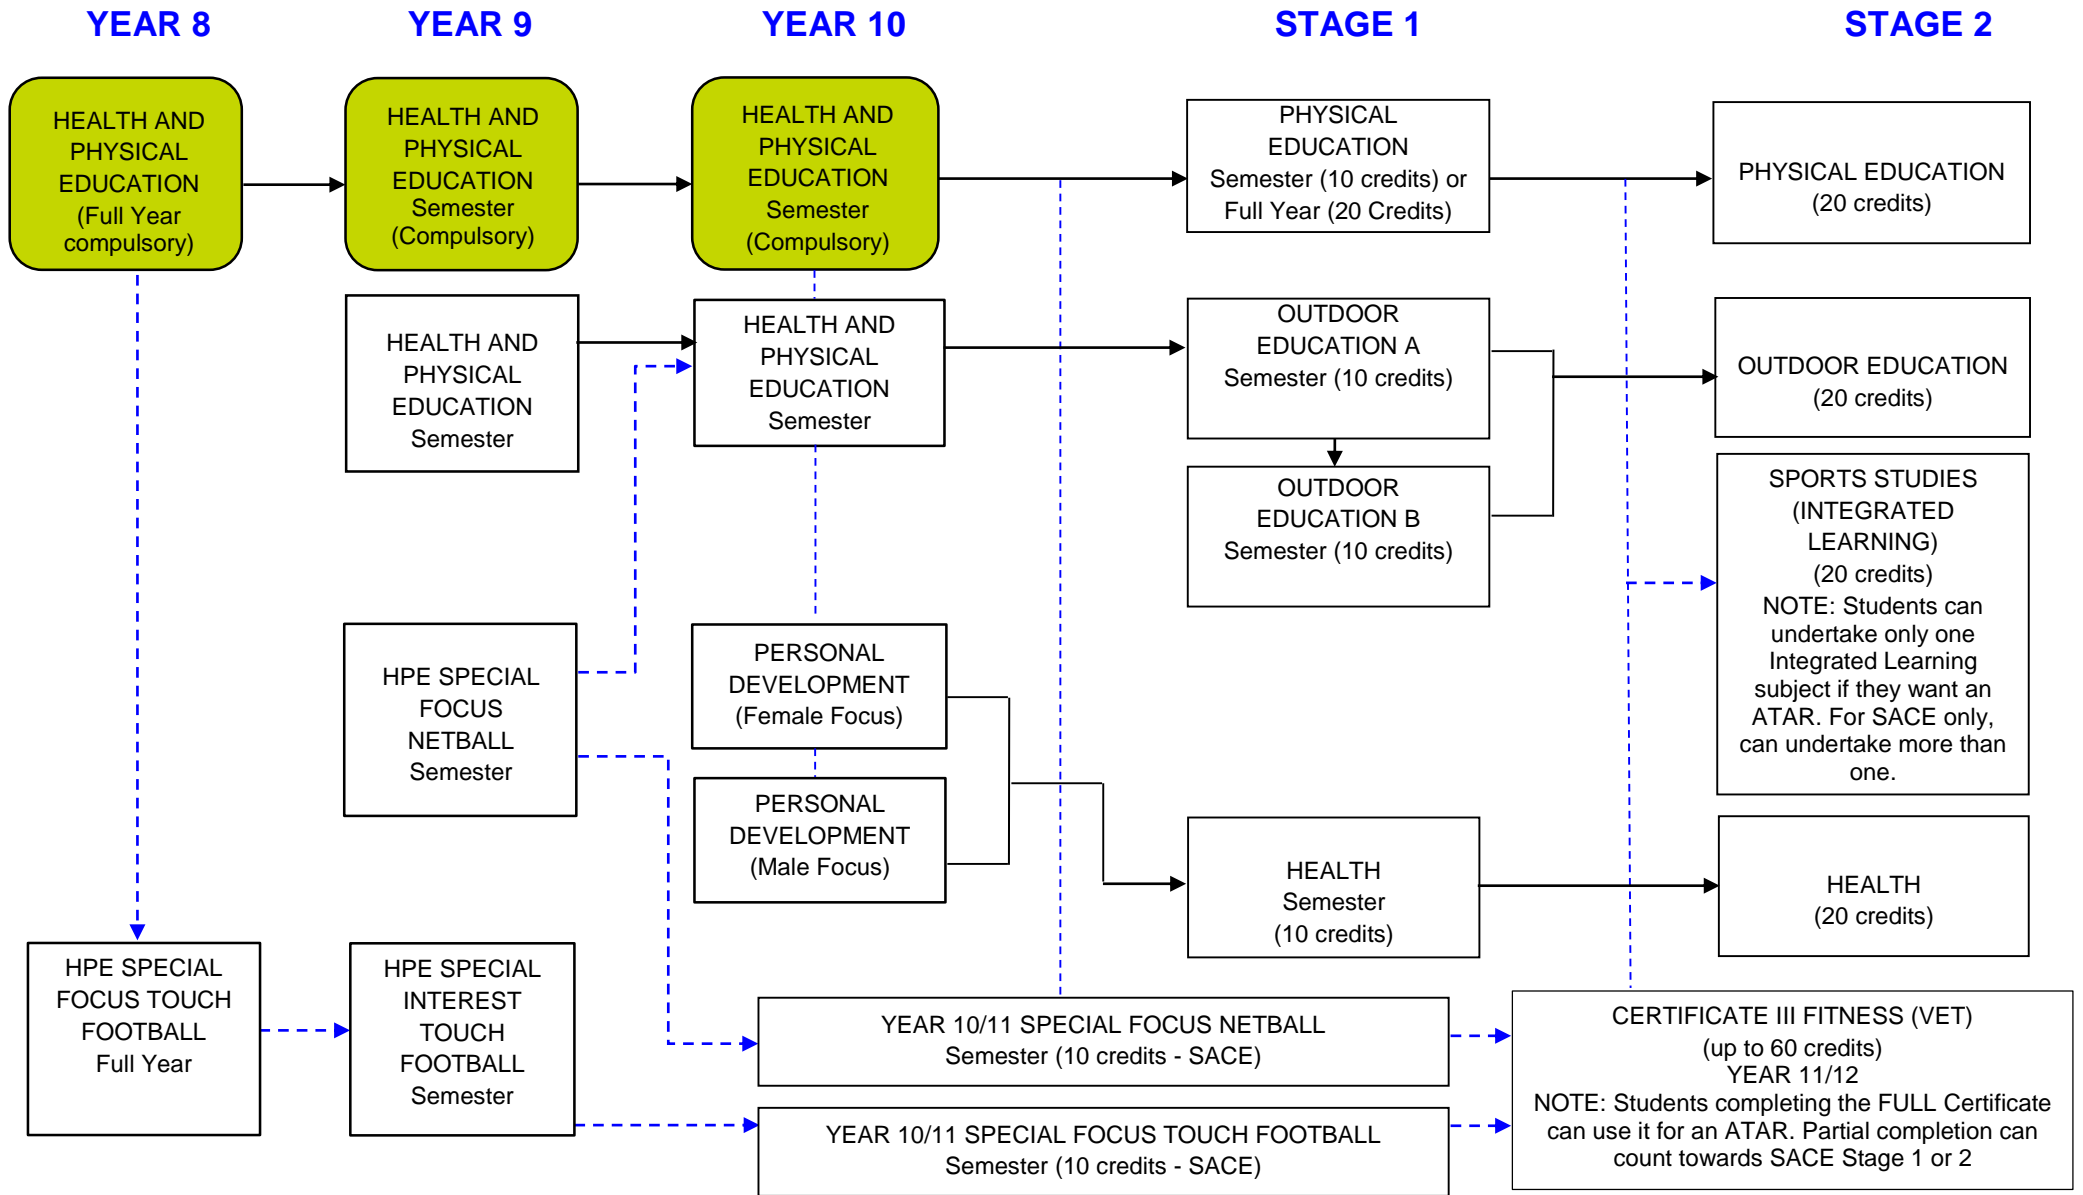 YEAR 8
YEAR 9
YEAR 10
STAGE 1
STAGE 2
HEALTH AND
PHYSICAL
EDUCATION
(Full Year
compulsory)
HEALTH AND
PHYSICAL
EDUCATION
Semester
(Compulsory)
HEALTH AND
PHYSICAL
EDUCATION
Semester
(Compulsory)
PHYSICAL
EDUCATION
Semester (10 credits) or
Full Year (20 Credits)
PHYSICAL EDUCATION
(20 credits)
HEALTH AND
PHYSICAL
EDUCATION
Semester
HEALTH AND
PHYSICAL
EDUCATION
Semester
OUTDOOR
EDUCATION A
Semester (10 credits)
OUTDOOR EDUCATION
(20 credits)
OUTDOOR
EDUCATION B
Semester (10 credits)
SPORTS STUDIES
(INTEGRATED
LEARNING)
(20 credits)
NOTE: Students can
undertake only one
Integrated Learning
subject if they want an
ATAR. For SACE only,
can undertake more than
one.
HPE SPECIAL
FOCUS
NETBALL
Semester
PERSONAL
DEVELOPMENT
(Female Focus)
PERSONAL
DEVELOPMENT
(Male Focus)
HEALTH
Semester
(10 credits)
HEALTH
(20 credits)
HPE SPECIAL
FOCUS TOUCH
FOOTBALL
Full Year
HPE SPECIAL
INTEREST
TOUCH
FOOTBALL
Semester
YEAR 10/11 SPECIAL FOCUS NETBALL
Semester (10 credits - SACE)
YEAR 10/11 SPECIAL FOCUS TOUCH FOOTBALL
Semester (10 credits - SACE)
CERTIFICATE III FITNESS (VET)
(up to 60 credits)
YEAR 11/12
NOTE: Students completing the FULL Certificate
can use it for an ATAR. Partial completion can
count towards SACE Stage 1 or 2